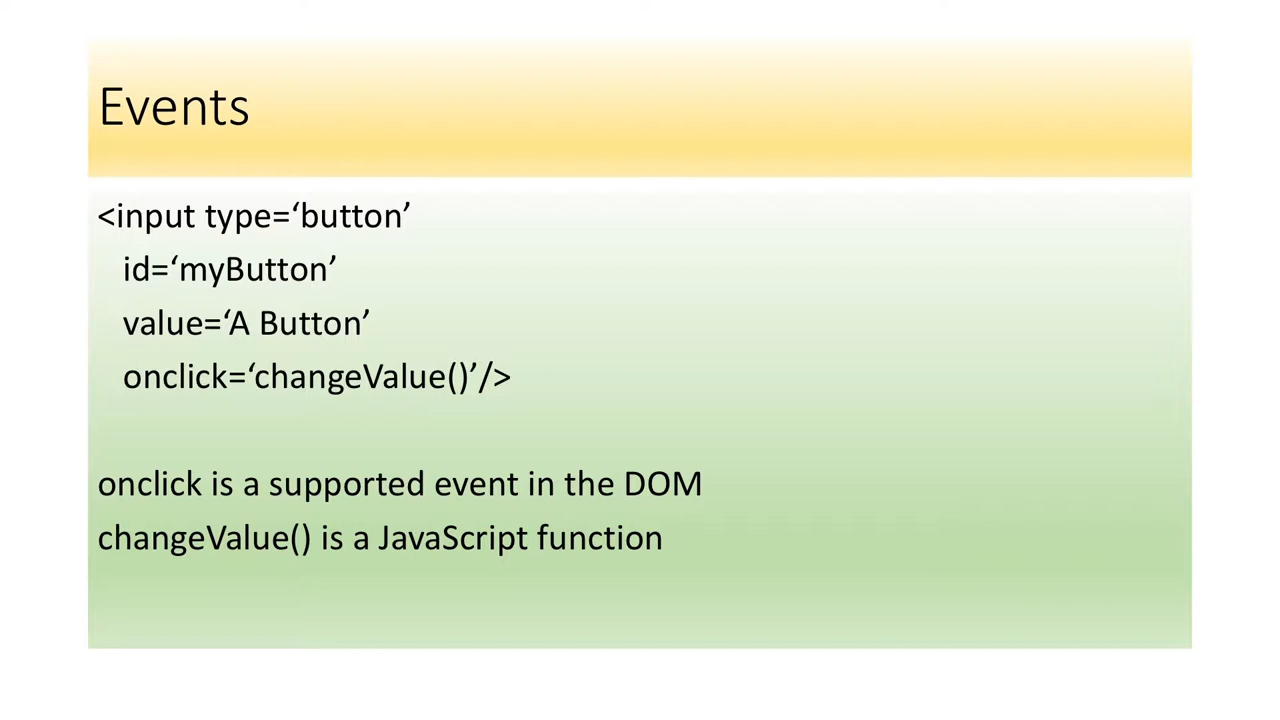 Events
<input type=‘button’
id=‘myButton’
value=‘A Button’
onclick=‘changeValue()’/>
onclick is a supported event in the DOM
changeValue() is a JavaScript function